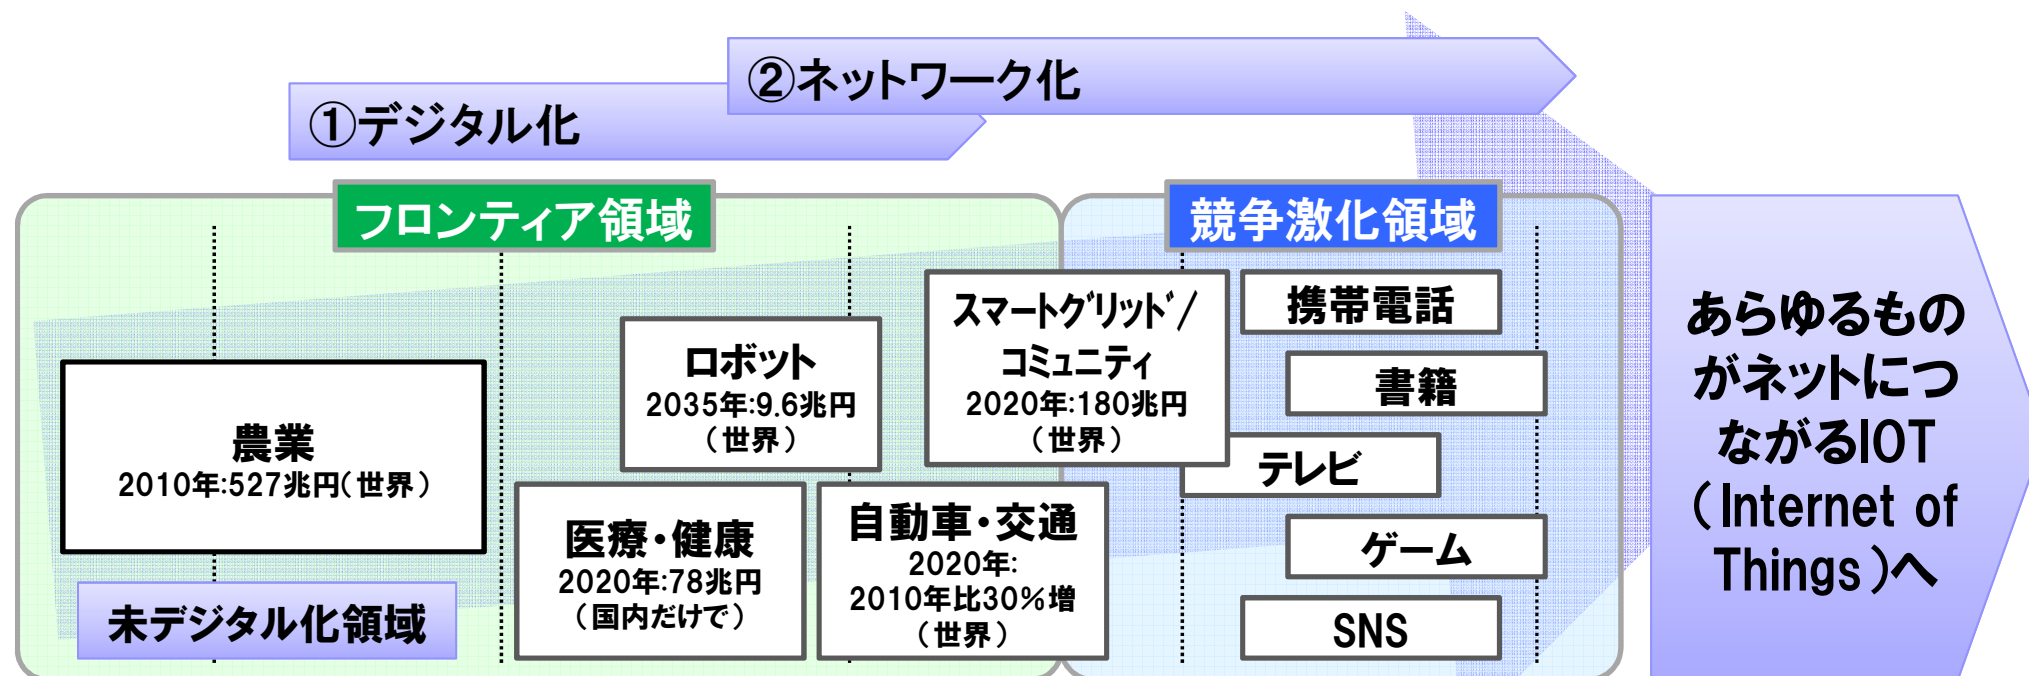 ②ネットワーク化
①デジタル化
フロンティア領域
競争激化領域
農業
2010年:527兆円(世界)
未デジタル化領域
ロボット
2035年:9.6兆円
(世界)
医療・健康
2020年:78兆円
(国内だけで)
スマートグリッド/
コミュニティ
2020年:180兆円
(世界)
自動車・交通
2020年:
2010年比30%増
(世界)
携帯電話
書籍
テレビ
ゲーム
SNS
あらゆるもの
がネットにつ
ながるIOT
(Internet of
Things)へ